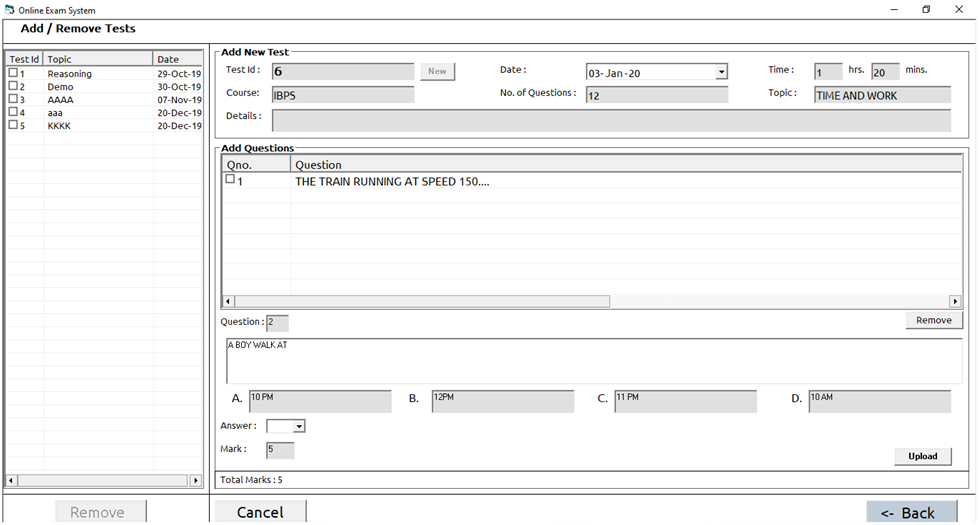 Online Exam System
Add / Remove Tests
Test Id Topic Date
1 Reasoning 29-Oct-19
2 Demo 30-Oct-19
3 AAAA 07-Nov-19
4 aaa 20-Dec-19
5 KKKK 20-Dec-19
Remove
Add New Test
Test Id : 6 New Date : 03-Jan-20 Time : 1 hrs. 20 mins.
Course: IBPS No. of Questions : 12 Topic : TIME AND WORK
Details :
Add Questions
Qno. Question
1 THE TRAIN RUNNING AT SPEED 150....
Question : 2 Remove
A BOY WALK AT
A. 10 PM B. 12PM C. 11 PM D. 10 AM
Answer :
Mark : 5
Upload
Total Marks : 5
Cancel <- Back